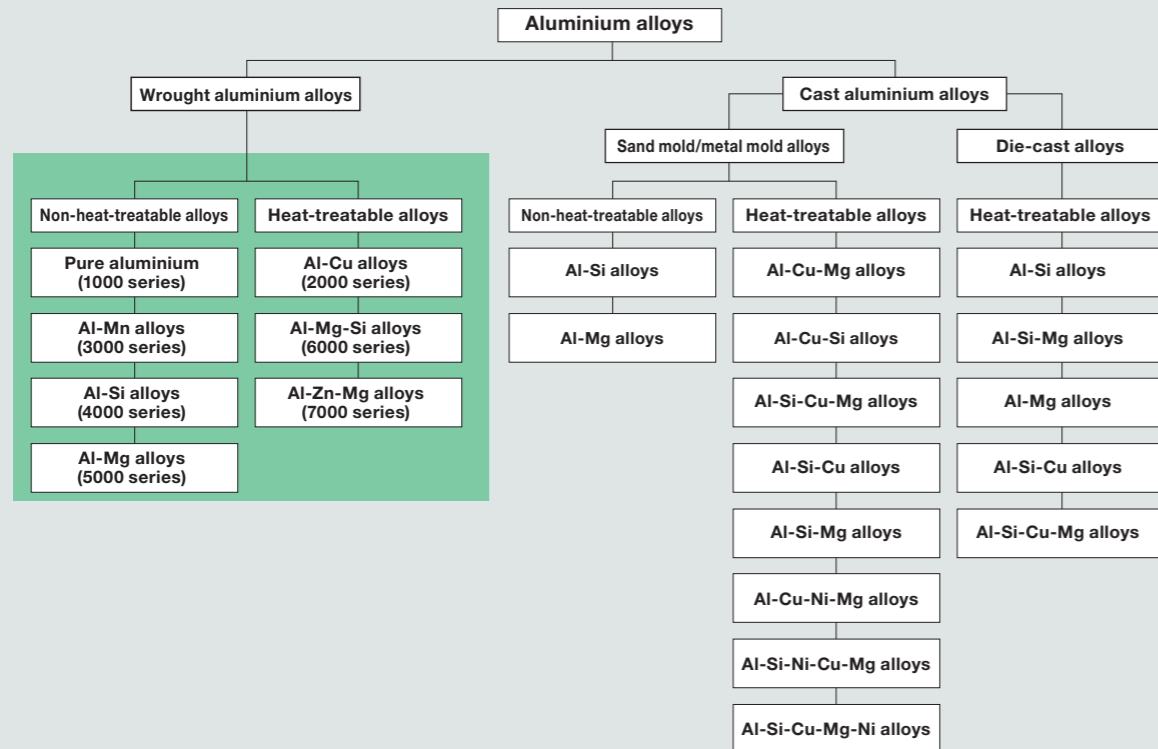 Aluminium alloys
Wrought aluminium alloys
Cast aluminium alloys
Sand mold/metal mold alloys
Die-cast alloys
Non-heat-treatable alloys
Heat-treatable alloys
Non-heat-treatable alloys
Heat-treatable alloys
Heat-treatable alloys
Pure aluminium
(1000 series)
Al-Mn alloys
(3000 series)
Al-Si alloys
(4000 series)
Al-Mg alloys
(5000 series)
Al-Cu alloys
(2000 series)
Al-Mg-Si alloys
(6000 series)
Al-Zn-Mg alloys
(7000 series)
Al-Si alloys
Al-Mg alloys
Al-Cu-Mg alloys
Al-Cu-Si alloys
Al-Si-Cu-Mg alloys
Al-Si-Cu alloys
Al-Si-Mg alloys
Al-Cu-Ni-Mg alloys
Al-Si-Ni-Cu-Mg alloys
Al-Si-Cu-Mg-Ni alloys
Al-Si alloys
Al-Si-Mg alloys
Al-Mg alloys
Al-Si-Cu alloys
Al-Si-Cu-Mg alloys